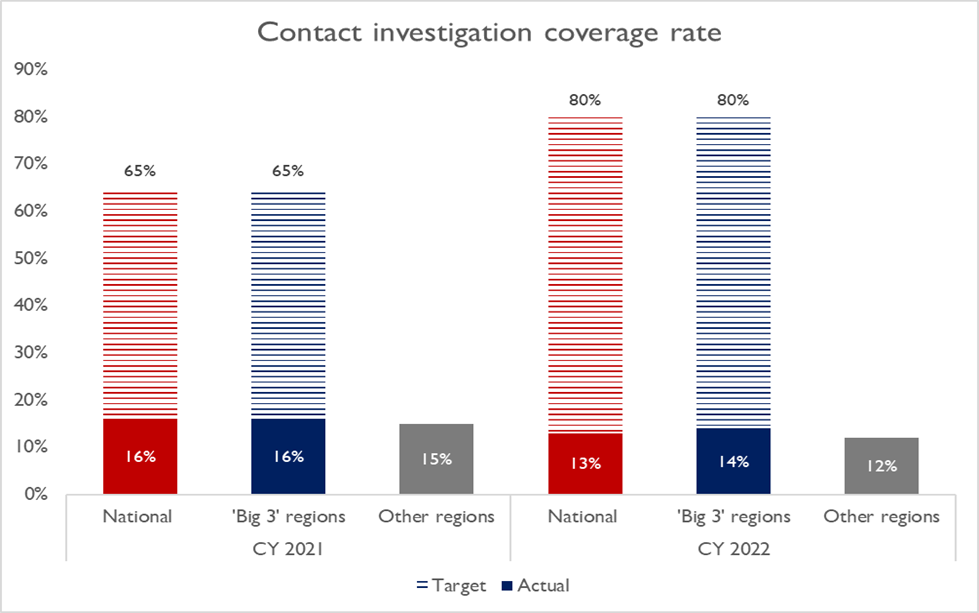 Contact investigation coverage rate
90%
80%
70%
60%
50%
40%
30%
20%
10%
0%
65%
65%
80%
80%
16%
16%
15%
13%
14%
12%
National
'Big 3' regions
Other regions
National
'Big 3' regions
Other regions
CY 2021
CY 2022
Target
Actual